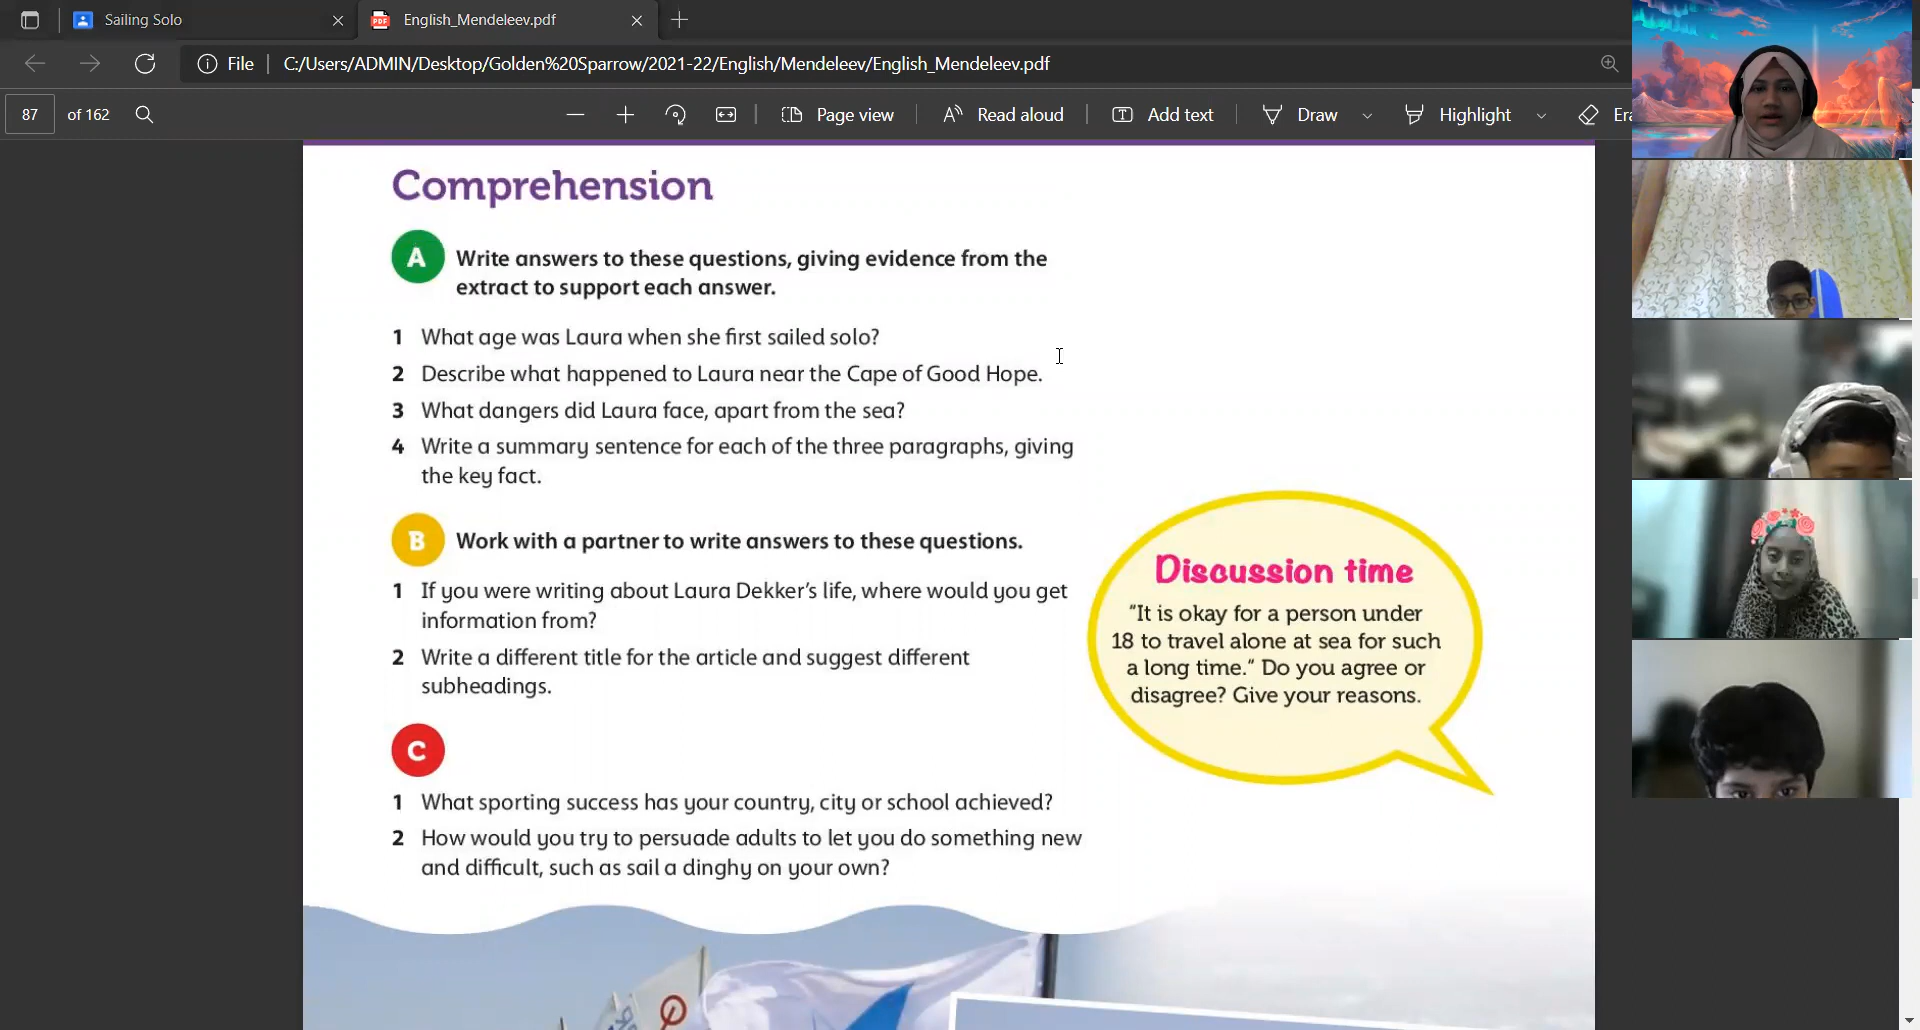 Sailing Solo
English_Mendeleev.pdf
File
C:/Users/ADMIN/Desktop/Golden%20Sparrow/2021-22/English/Mendeleev/English_Mendeleev.pdf
87 of 162
Page view
Read aloud
Add text
Draw
Highlight
Comprehension
A
Write answers to these questions, giving evidence from the
extract to support each answer.
1 What age was Laura when she first sailed solo?
2 Describe what happened to Laura near the Cape of Good Hope.
3 What dangers did Laura face, apart from the sea?
4 Write a summary sentence for each of the three paragraphs, giving
the key fact.
B
Work with a partner to write answers to these questions.
1 If you were writing about Laura Dekker's life, where would you get
information from?
2 Write a different title for the article and suggest different
subheadings.
C
1 What sporting success has your country, city or school achieved?
2 How would you try to persuade adults to let you do something new
and difficult, such as sail a dinghy on your own?
Discussion time
"It is okay for a person under
18 to travel alone at sea for such
a long time." Do you agree or
disagree? Give your reasons.